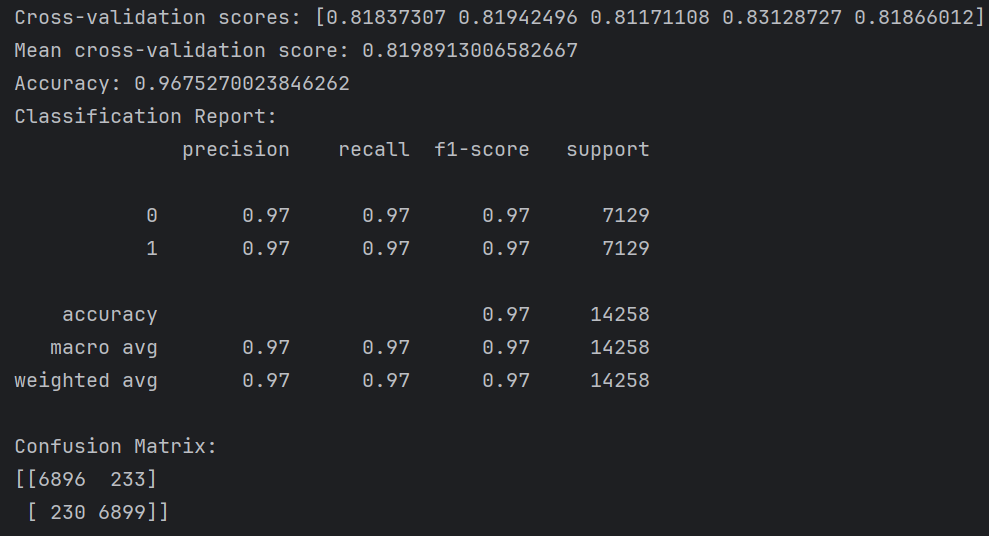 Cross-validation scores: [0.81837307 0.81942496 0.81171108 0.83128727 0.81866012]
Mean cross-validation score: 0.8198913006582667
Accuracy: 0.9675270023846262
Classification Report:
              precision    recall  f1-score   support

           0       0.97      0.97      0.97      7129
           1       0.97      0.97      0.97      7129

    accuracy                           0.97     14258
   macro avg       0.97      0.97      0.97     14258
weighted avg       0.97      0.97      0.97     14258

Confusion Matrix:
[[6896  233]
 [ 230 6899]]